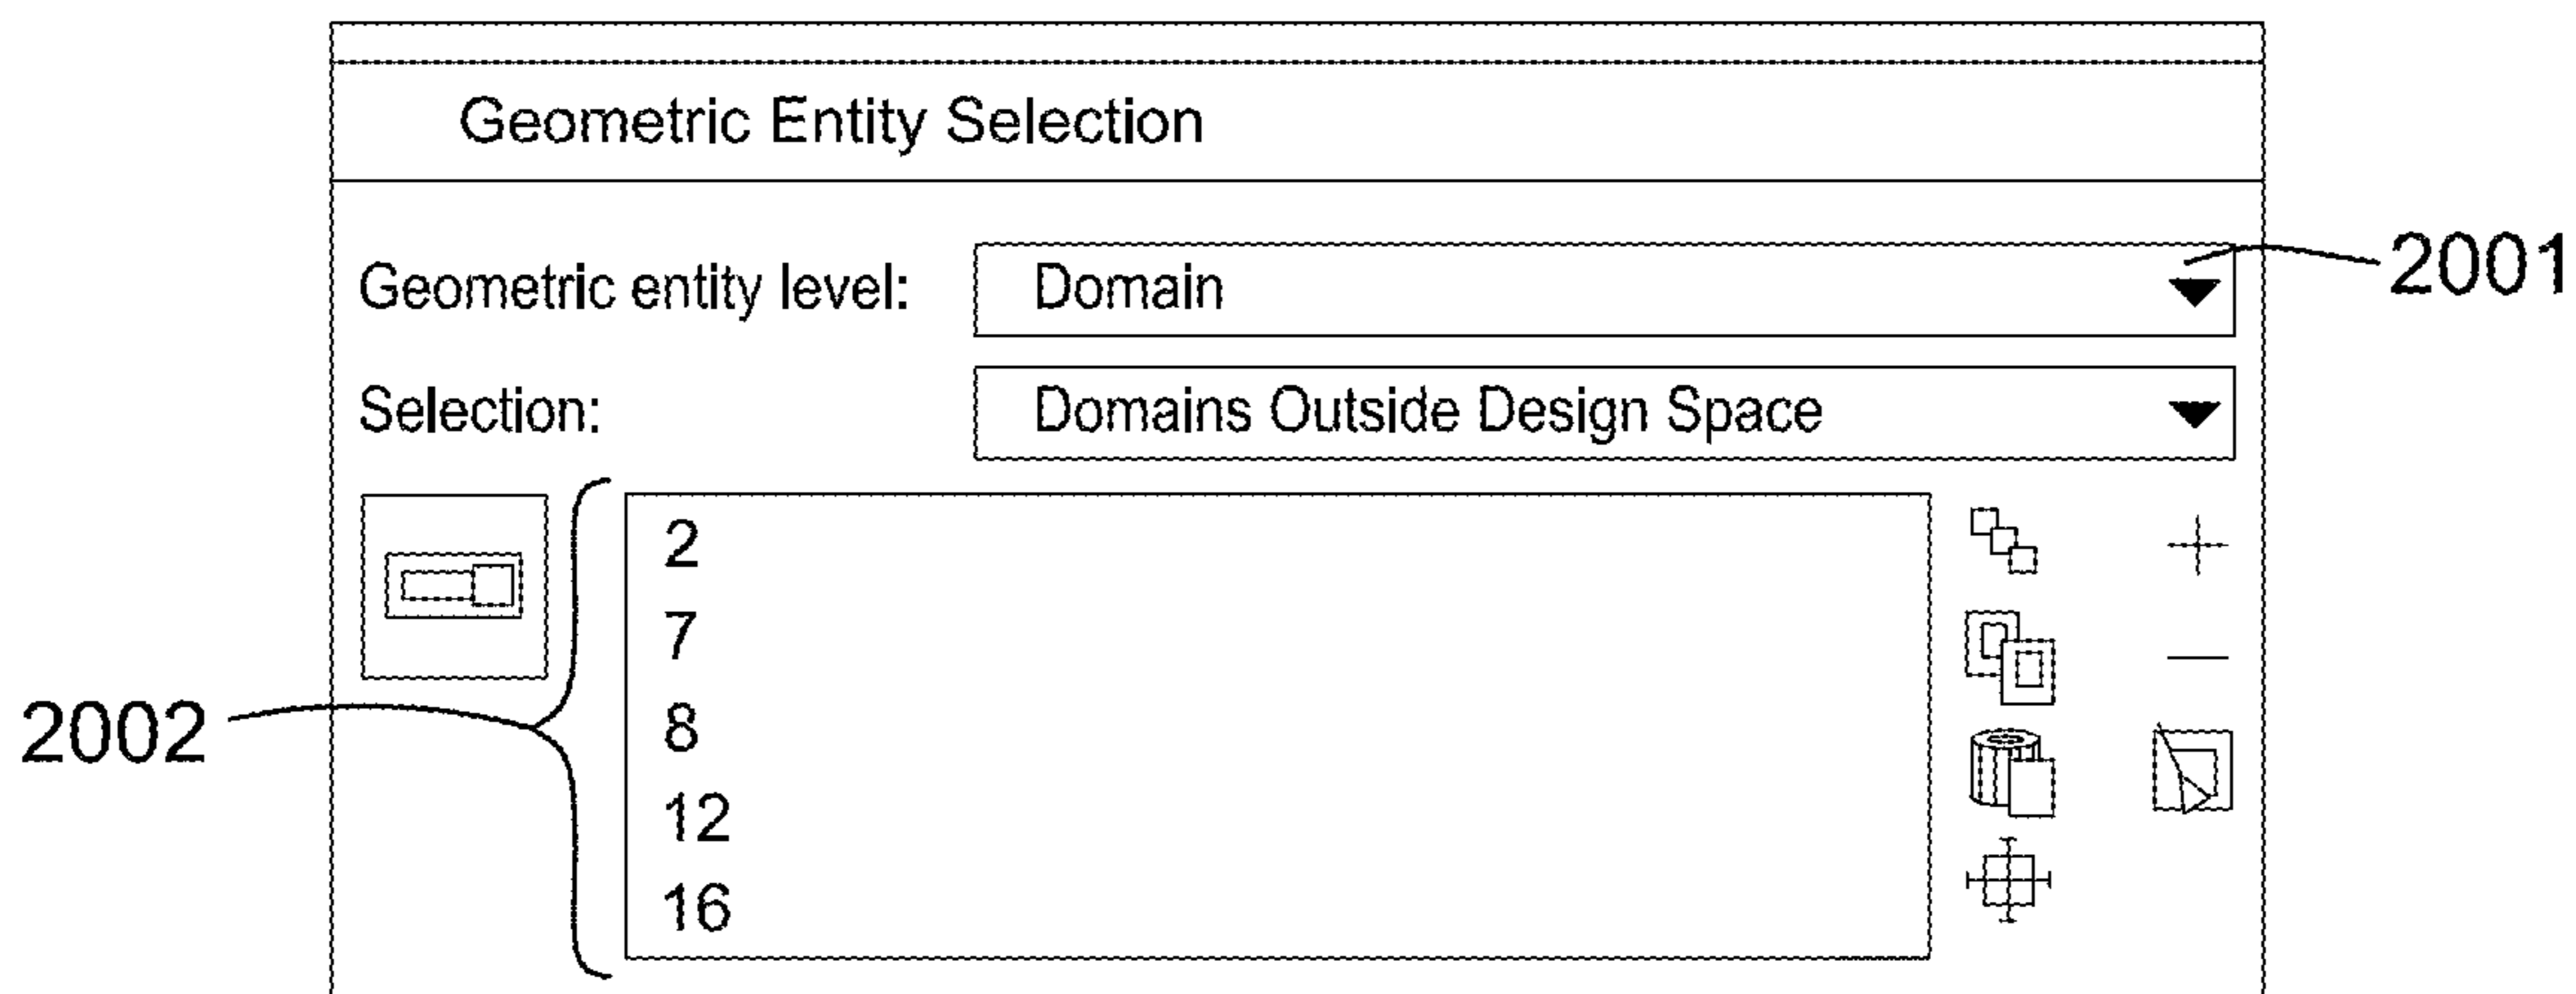 Geometric Entity Selection
Geometric entity level: Domain 2001
Selection: Domains Outside Design Space
2002
2
7
8
12
16